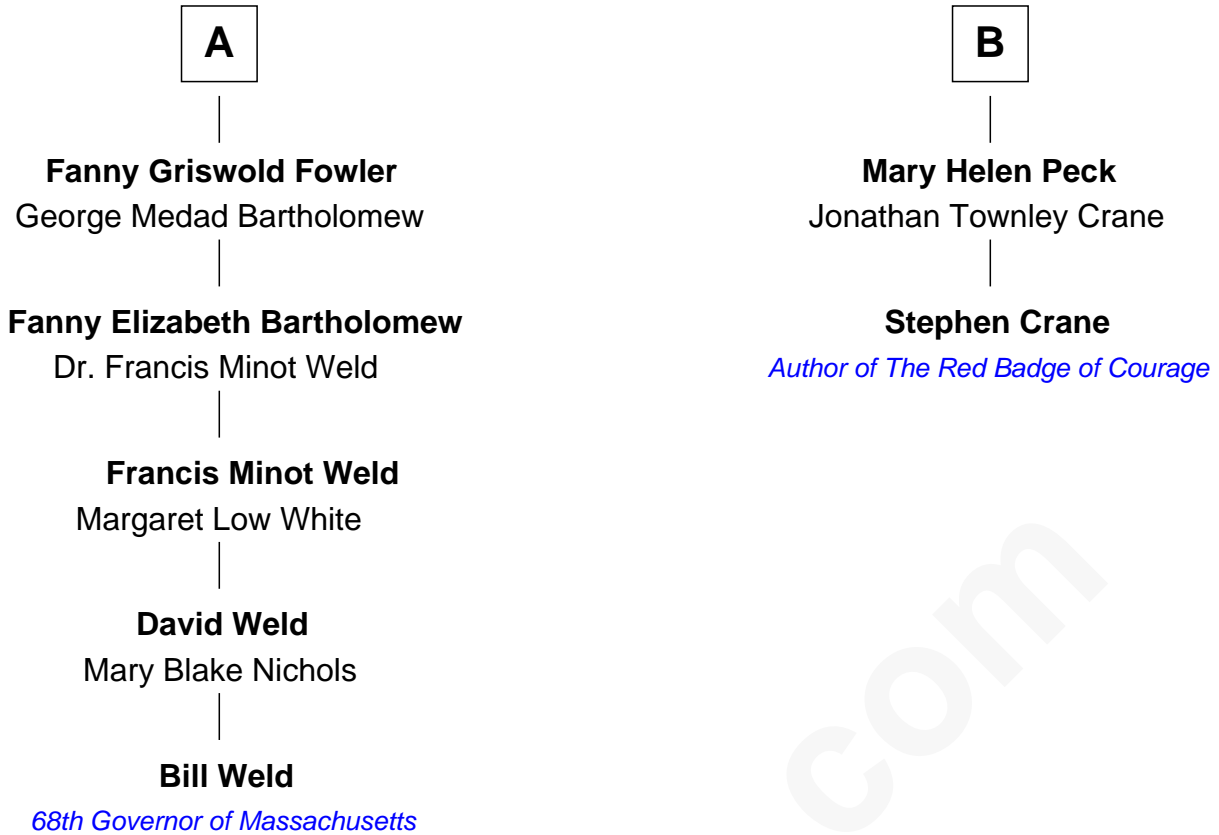 A
Fanny Griswold Fowler
George Medad Bartholomew
Fanny Elizabeth Bartholomew
Dr. Francis Minot Weld
Francis Minot Weld
Margaret Low White
David Weld
Mary Blake Nichols
Bill Weld
68th Governor of Massachusetts
B
Mary Helen Peck
Jonathan Townley Crane
Stephen Crane
Author of The Red Badge of Courage
com